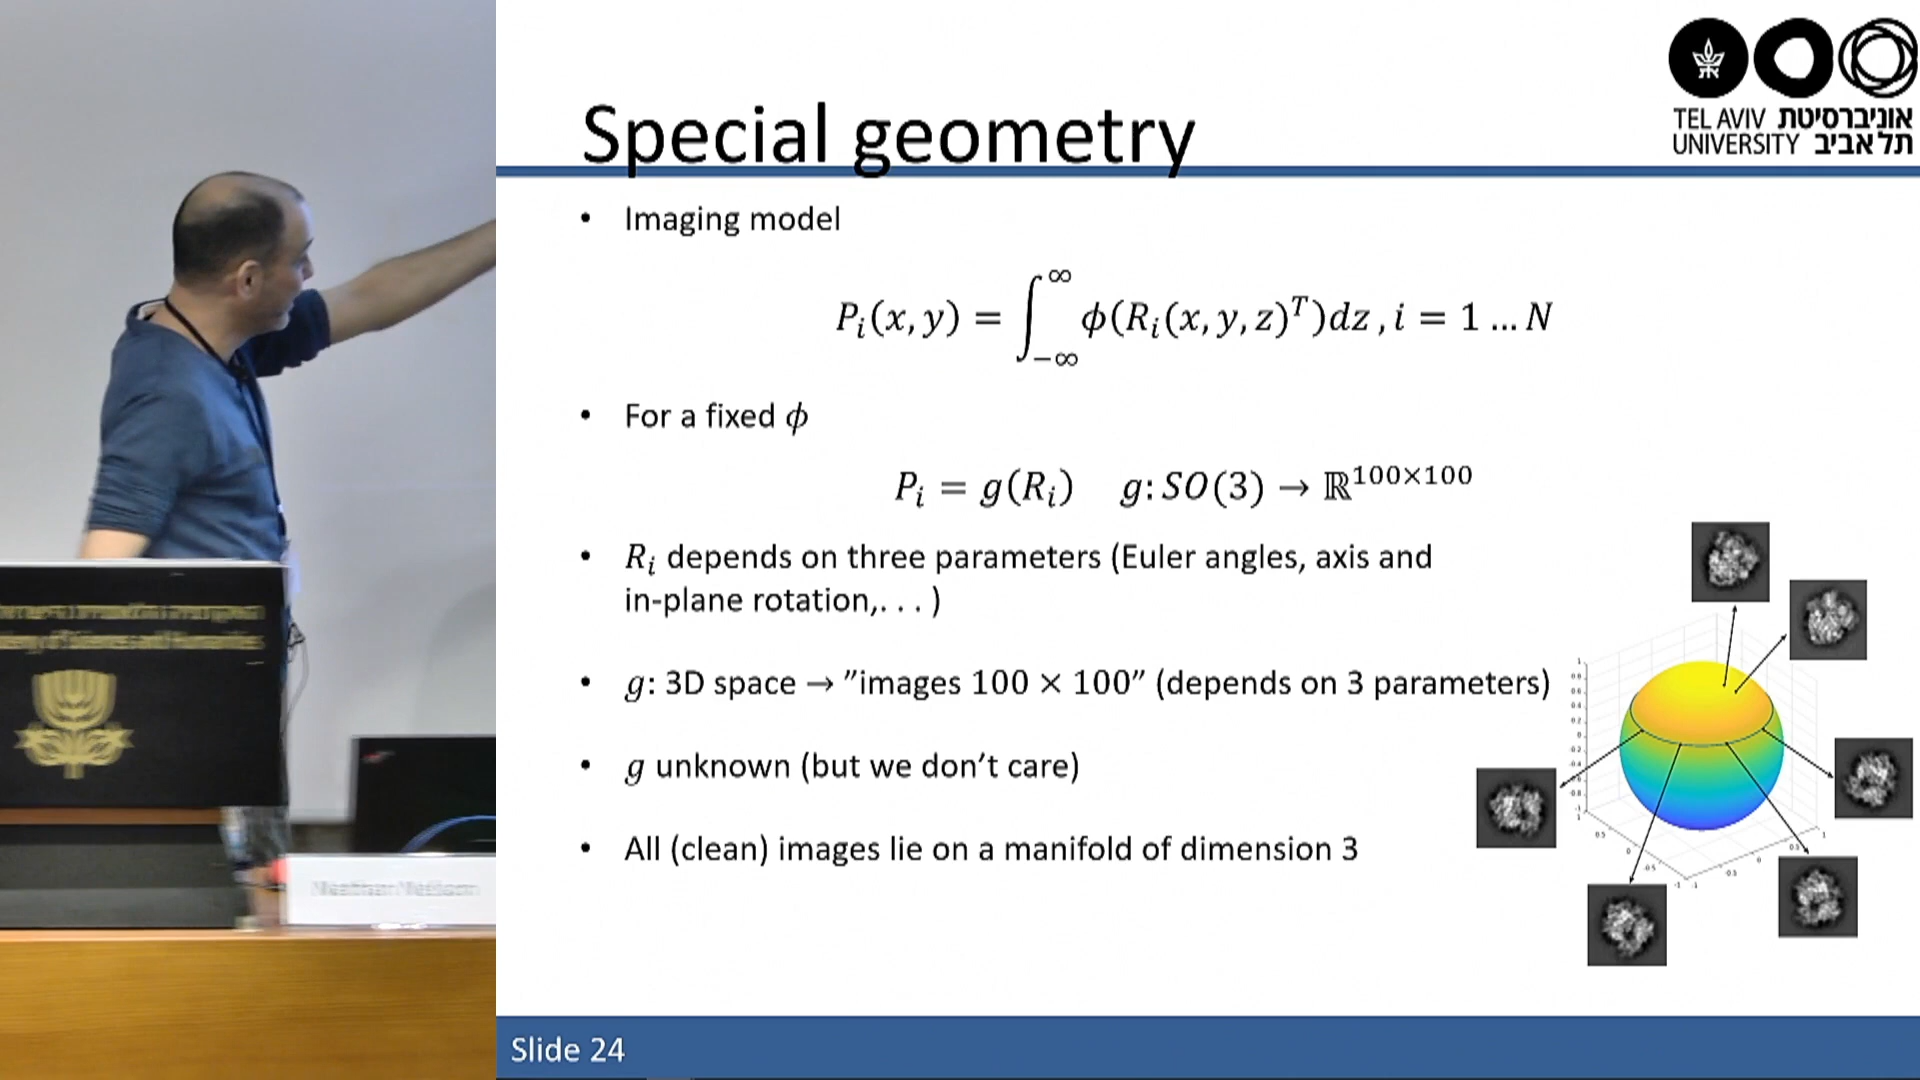 TEL AVIV אוניברסיטת
UNIVERSITY תל אביב
Special geometry
• Imaging model
P_i(x, y) = ∫_{−∞}^{∞} ϕ(R_i(x, y, z)^T)dz , i = 1 … N
• For a fixed ϕ
P_i = g(R_i) g: SO(3) → ℝ^{100×100}
• R_i depends on three parameters (Euler angles, axis and
in-plane rotation,. . . )
• g: 3D space → ”images 100 × 100” (depends on 3 parameters)
• g unknown (but we don’t care)
• All (clean) images lie on a manifold of dimension 3
Slide 24